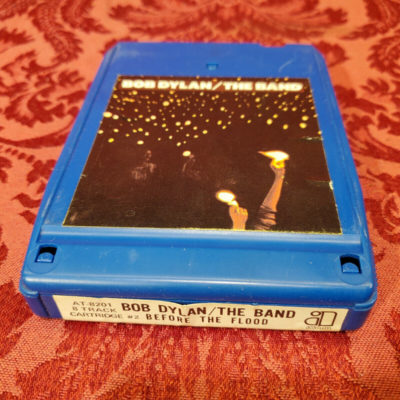 BOB DYLAN/THE BAND
AT-8201
8 TRACK
CARTRIDGE #2
BOB DYLAN/THE BAND
BEFORE THE FLOOD